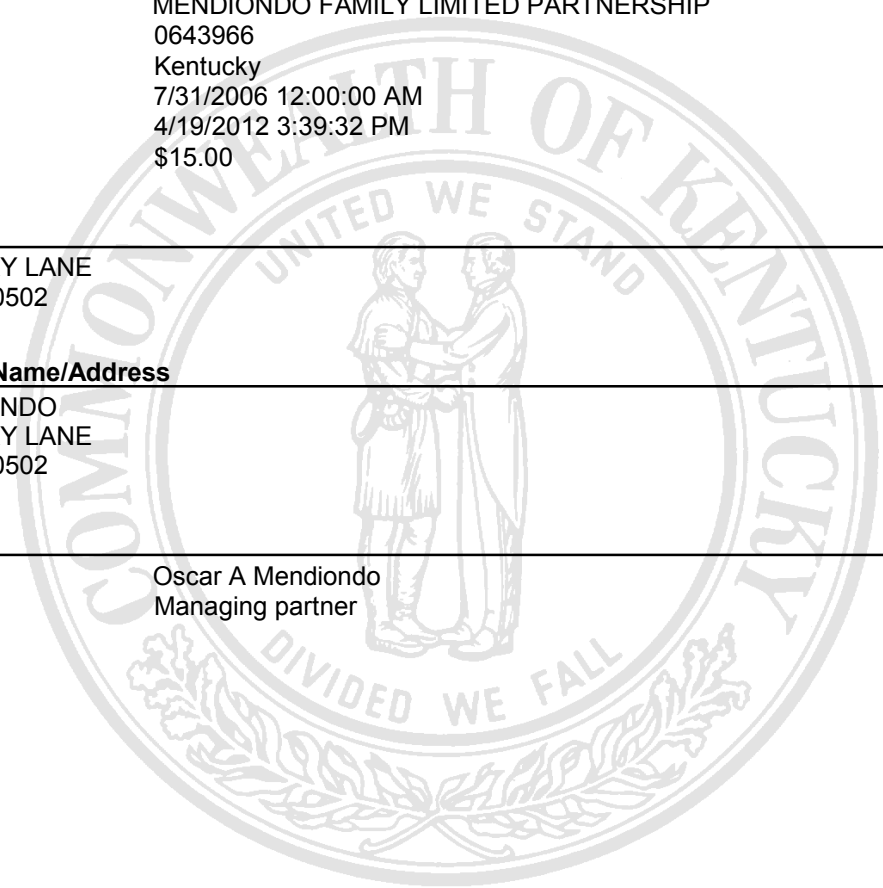 MENDIONDO FAMILY LIMITED PARTNERSHIP
0643966
Kentucky
7/31/2006 12:00:00 AM
4/19/2012 3:39:32 PM
$15.00
COMMONWEALTH OF KENTUCKY
UNITED WE STAND
Y LANE
0502
Name/Address
NDO
Y LANE
0502
Oscar A Mendiondo
Managing partner
DIVIDED WE FALL